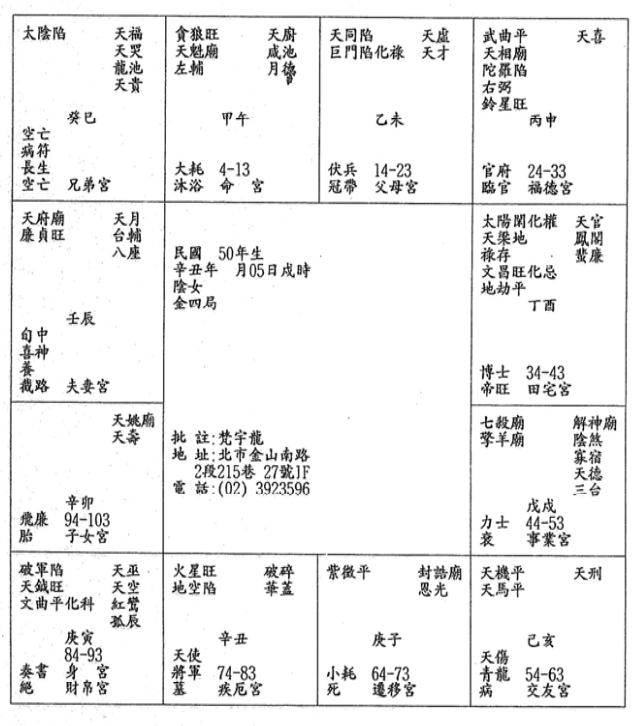 太陰陷 天福
天哭
龍池
天貴
癸巳
空亡
病符
長生
空亡 兄弟宮
貪狼旺 天廚
天魁廟 咸池
左輔 月德
甲午
大耗 4-13
沐浴 命 宮
天同陷 天虛
巨門陷化祿 天才
乙未
伏兵 14-23
冠帶 父母宮
武曲平 天喜
天相廟
陀羅陷
右弼
鈴星旺
丙申
官府 24-33
臨官 福德宮
天府廟 天月
廉貞旺 台輔
八座
壬辰
旬中
喜神
養
截路 夫妻宮
民國 50年生
辛丑年 月05日戌時
陰女
金四局
批 註:梵宇龍
地 址:北市金山南路
2段215巷 27號1F
電 話:(02) 3923596
太陽閑化權 天官
天梁地 鳳閣
祿存 蜚廉
文昌旺化忌
地劫平
丁酉
博士 34-43
帝旺 田宅宮
天姚廟
天壽
辛卯
飛廉 94-103
胎 子女宮
七殺廟 解神廟
擎羊廟 陰煞
寡宿
天德
三台
戊戌
力士 44-53
衰 事業宮
破軍陷 天巫
天鉞旺 天空
文曲平化科 紅鸞
孤辰
庚寅
84-93
奏書 身 宮
絕 財帛宮
火星旺 破碎
地空陷 華蓋
辛丑
天使
將軍 74-83
墓 疾厄宮
紫微平 封誥廟
恩光
庚子
小耗 64-73
死 遷移宮
天機平 天刑
天馬平
己亥
天傷
青龍 54-63
病 交友宮